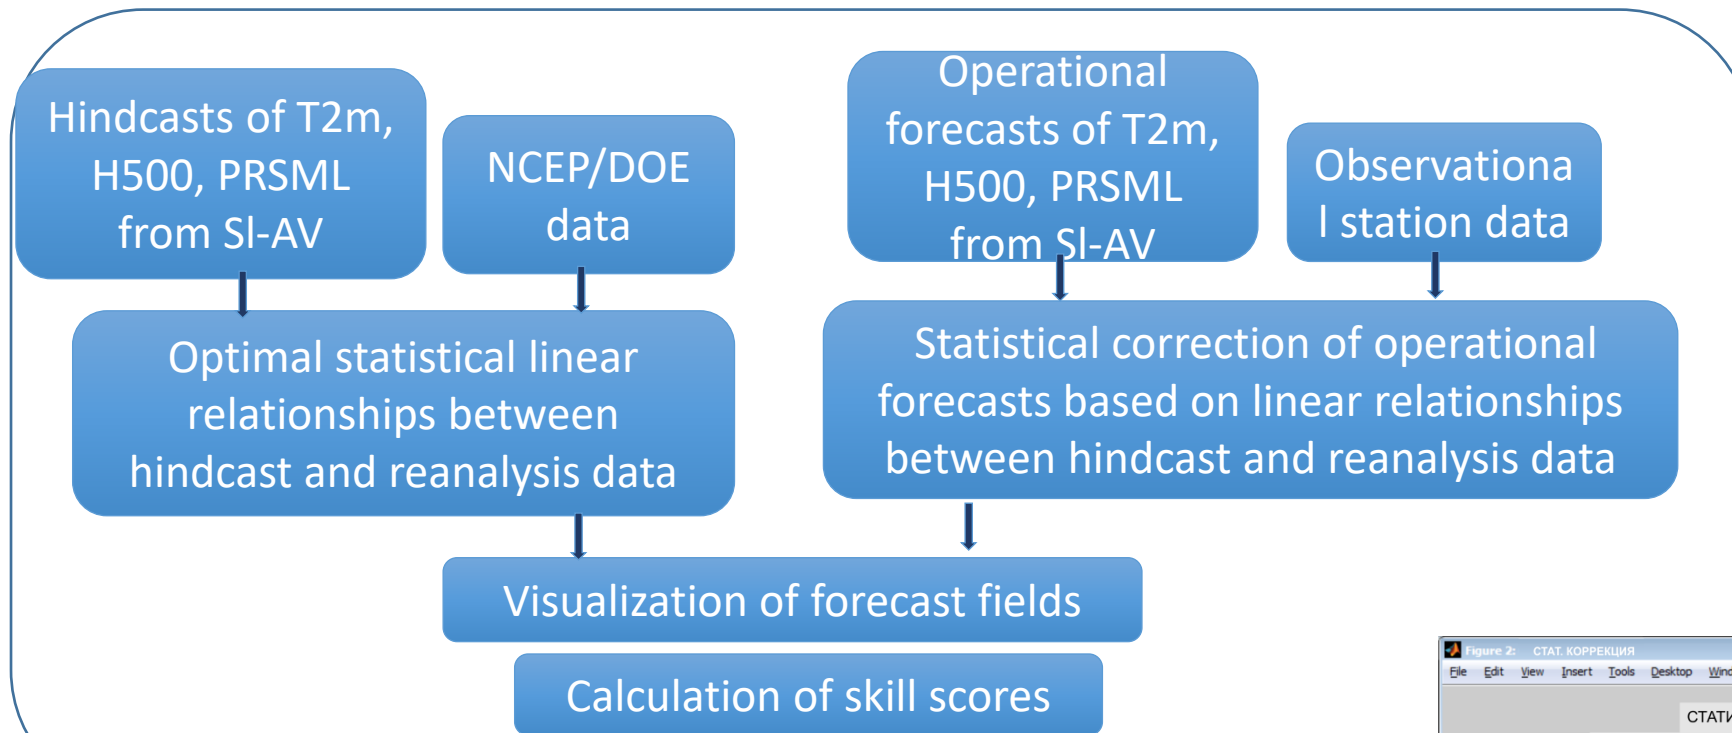 Hindcasts of T2m,
H500, PRSML
from Sl-AV
NCEP/DOE
data
Operational
forecasts of T2m,
H500, PRSML
from Sl-AV
Observationa
l station data
Optimal statistical linear
relationships between
hindcast and reanalysis data
Statistical correction of operational
forecasts based on linear relationships
between hindcast and reanalysis data
Visualization of forecast fields
Calculation of skill scores
Figure 2: СТАТ. КОРРЕКЦИЯ
File Edit View Insert Tools Desktop